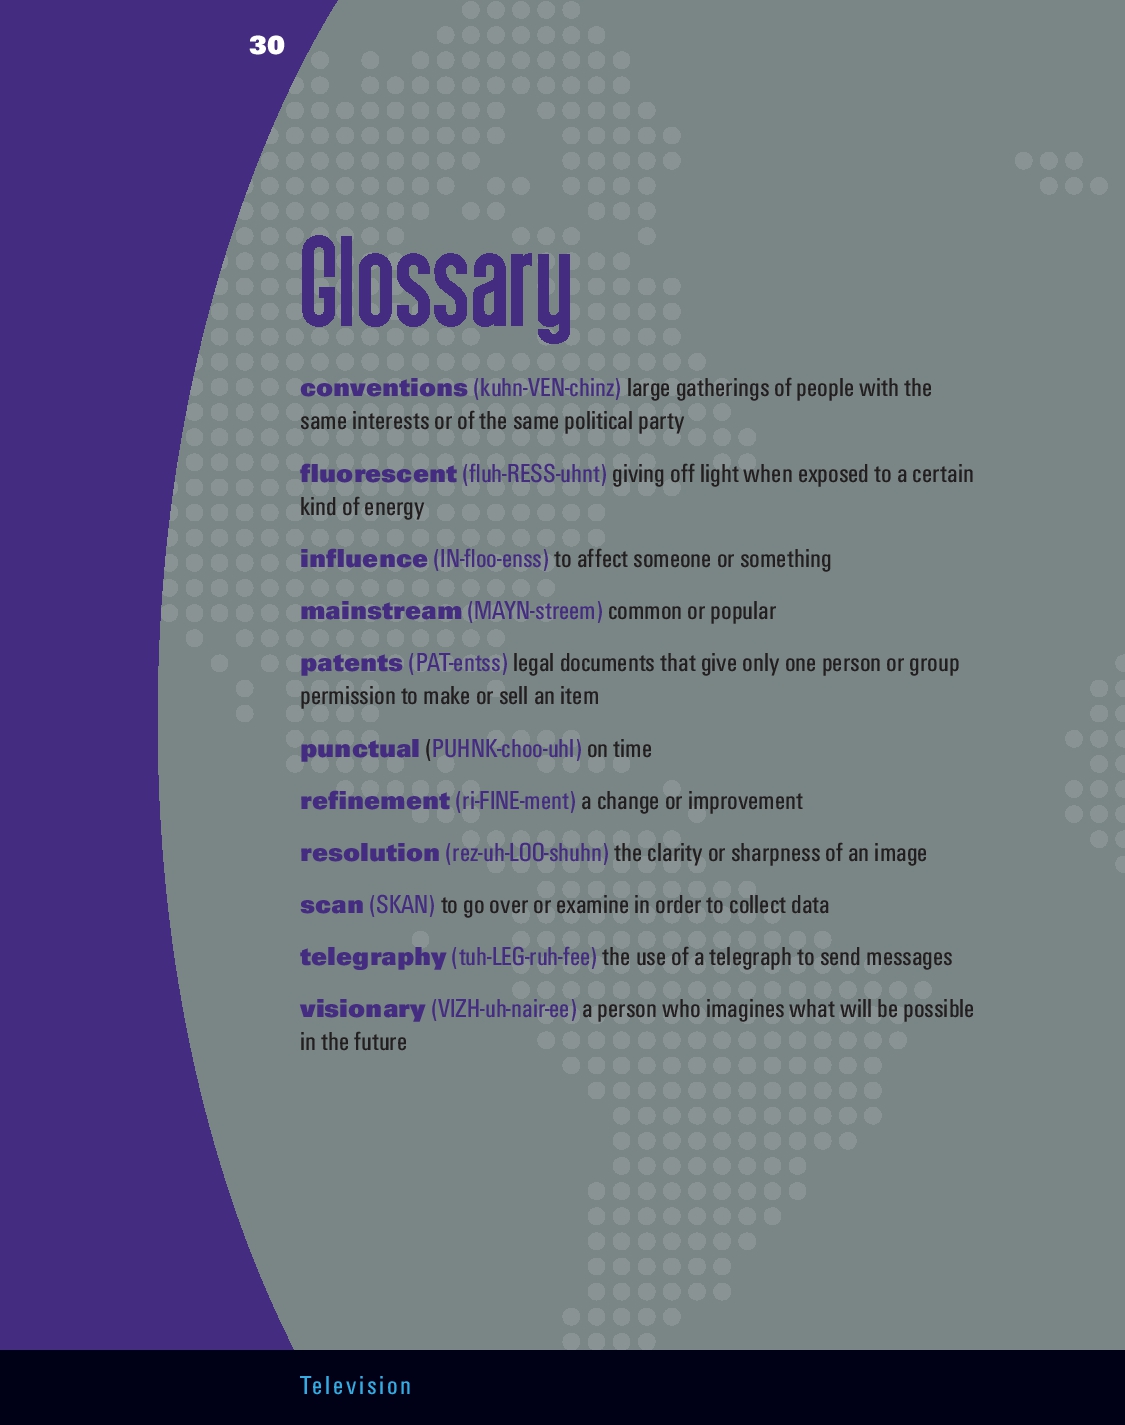 30
Glossary
conventions (kuhn-VEN-chinz) large gatherings of people with the
same interests or of the same political party
fluorescent (fluh-RESS-uhnt) giving off light when exposed to a certain
kind of energy
influence (IN-floo-enss) to affect someone or something
mainstream (MAYN-streem) common or popular
patents (PAT-entss) legal documents that give only one person or group
permission to make or sell an item
punctual (PUHNK-choo-uhl) on time
refinement (ri-FINE-ment) a change or improvement
resolution (rez-uh-LOO-shuhn) the clarity or sharpness of an image
scan (SKAN) to go over or examine in order to collect data
telegraphy (tuh-LEG-ruh-fee) the use of a telegraph to send messages
visionary (VIZH-uh-nair-ee) a person who imagines what will be possible
in the future
Television